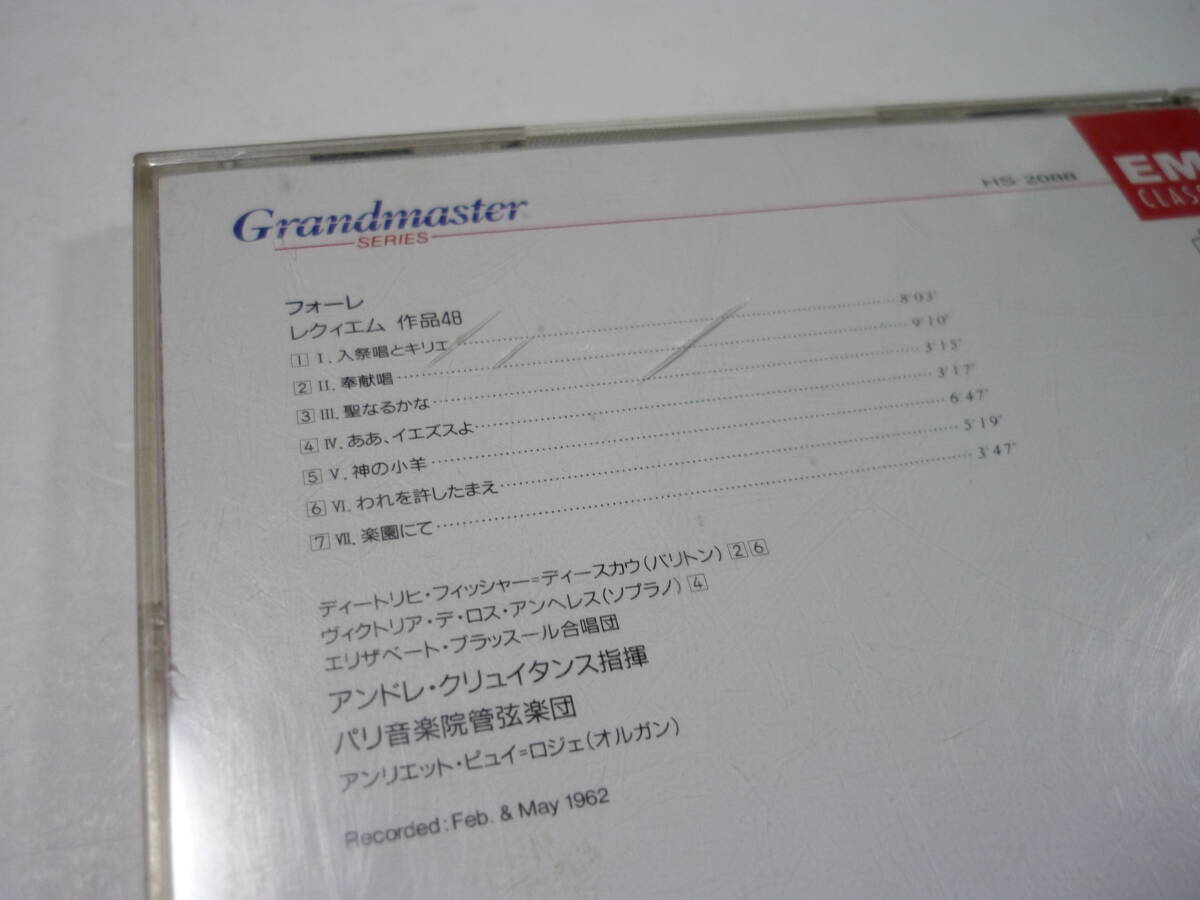 Grandmaster
SERIES
HS-2088
EM
CLAS
フォーレ
レクィエム 作品48
1 I. 入祭唱とキリエ 8'03"
2 II. 奉献唱 9'10"
3 III. 聖なるかな 3'15"
4 IV. ああ、イエズスよ 3'17"
5 V. 神の小羊 6'47"
6 VI. われを許したまえ 5'19"
7 VII. 楽園にて 3'47"
ディートリヒ・フィッシャー=ディースカウ(バリトン) 2 6
ヴィクトリア・デ・ロス・アンヘレス(ソプラノ) 4
エリザベート・ブラッスール合唱団
アンドレ・クリュイタンス指揮
パリ音楽院管弦楽団
アンリエット・ピュイ=ロジェ(オルガン)
Recorded: Feb. & May 1962